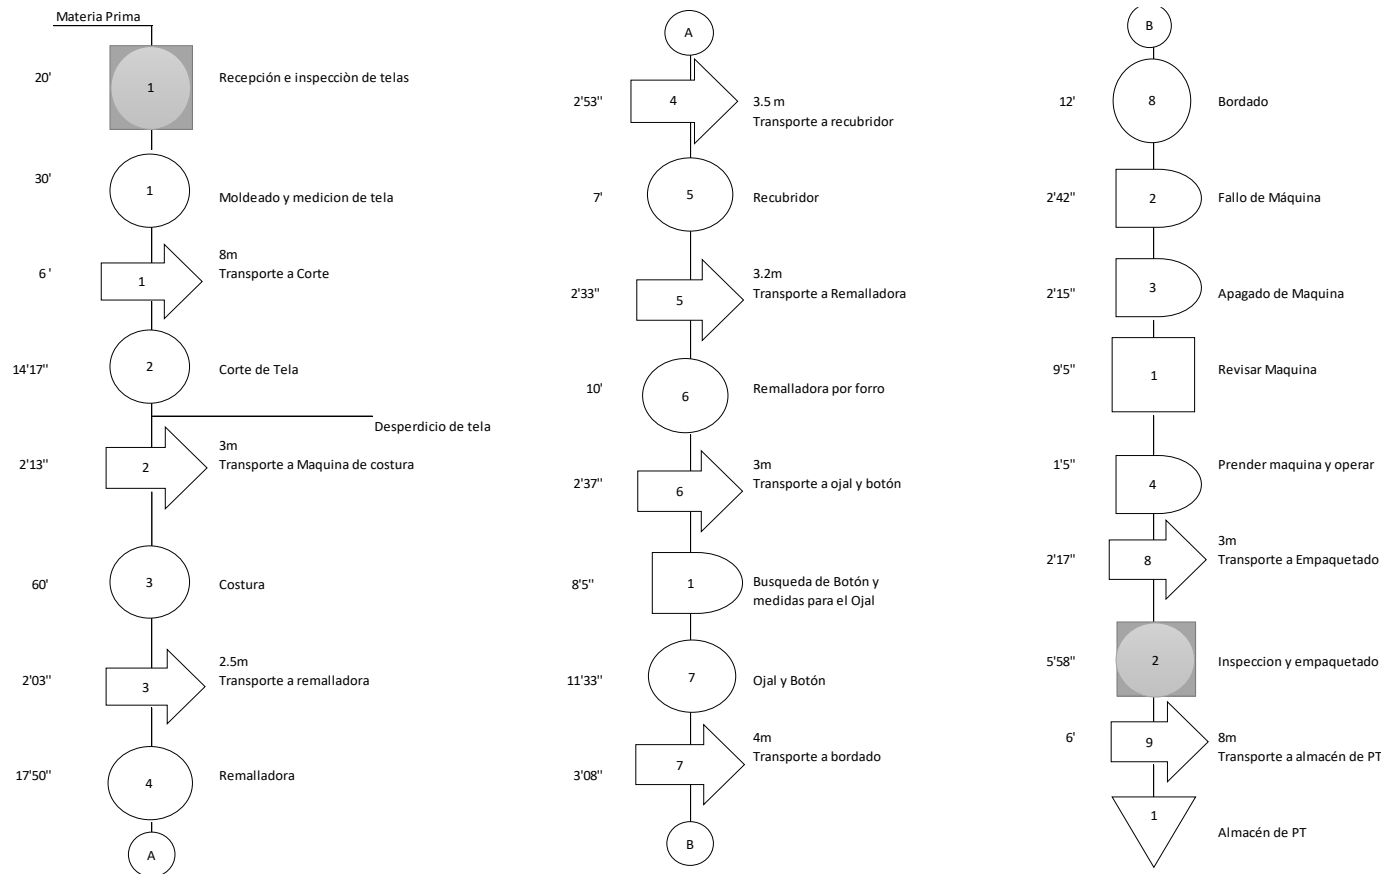 Materia Prima
20'
1
Recepción e inspecciòn de telas
30'
1
Moldeado y medicion de tela
8m
6 '
1
Transporte a Corte
14'17''
2
Corte de Tela
Desperdicio de tela
3m
2'13''
2
Transporte a Maquina de costura
60'
3
Costura
2.5m
2'03''
3
Transporte a remalladora
17'50''
4
Remalladora
A
A
2'53''
4
3.5 m
Transporte a recubridor
7'
5
Recubridor
3.2m
2'33''
5
Transporte a Remalladora
10'
6
Remalladora por forro
3m
2'37''
6
Transporte a ojal y botón
8'5''
1
Busqueda de Botón y
medidas para el Ojal
11'33''
7
Ojal y Botón
4m
Transporte a bordado
3'08''
7
B
B
12'
8
Bordado
2'42''
2
Fallo de Máquina
2'15''
3
Apagado de Maquina
9'5''
1
Revisar Maquina
1'5''
4
Prender maquina y operar
3m
2'17''
8
Transporte a Empaquetado
5'58''
2
Inspeccion y empaquetado
6'
9
8m
Transporte a almacén de PT
1
Almacén de PT